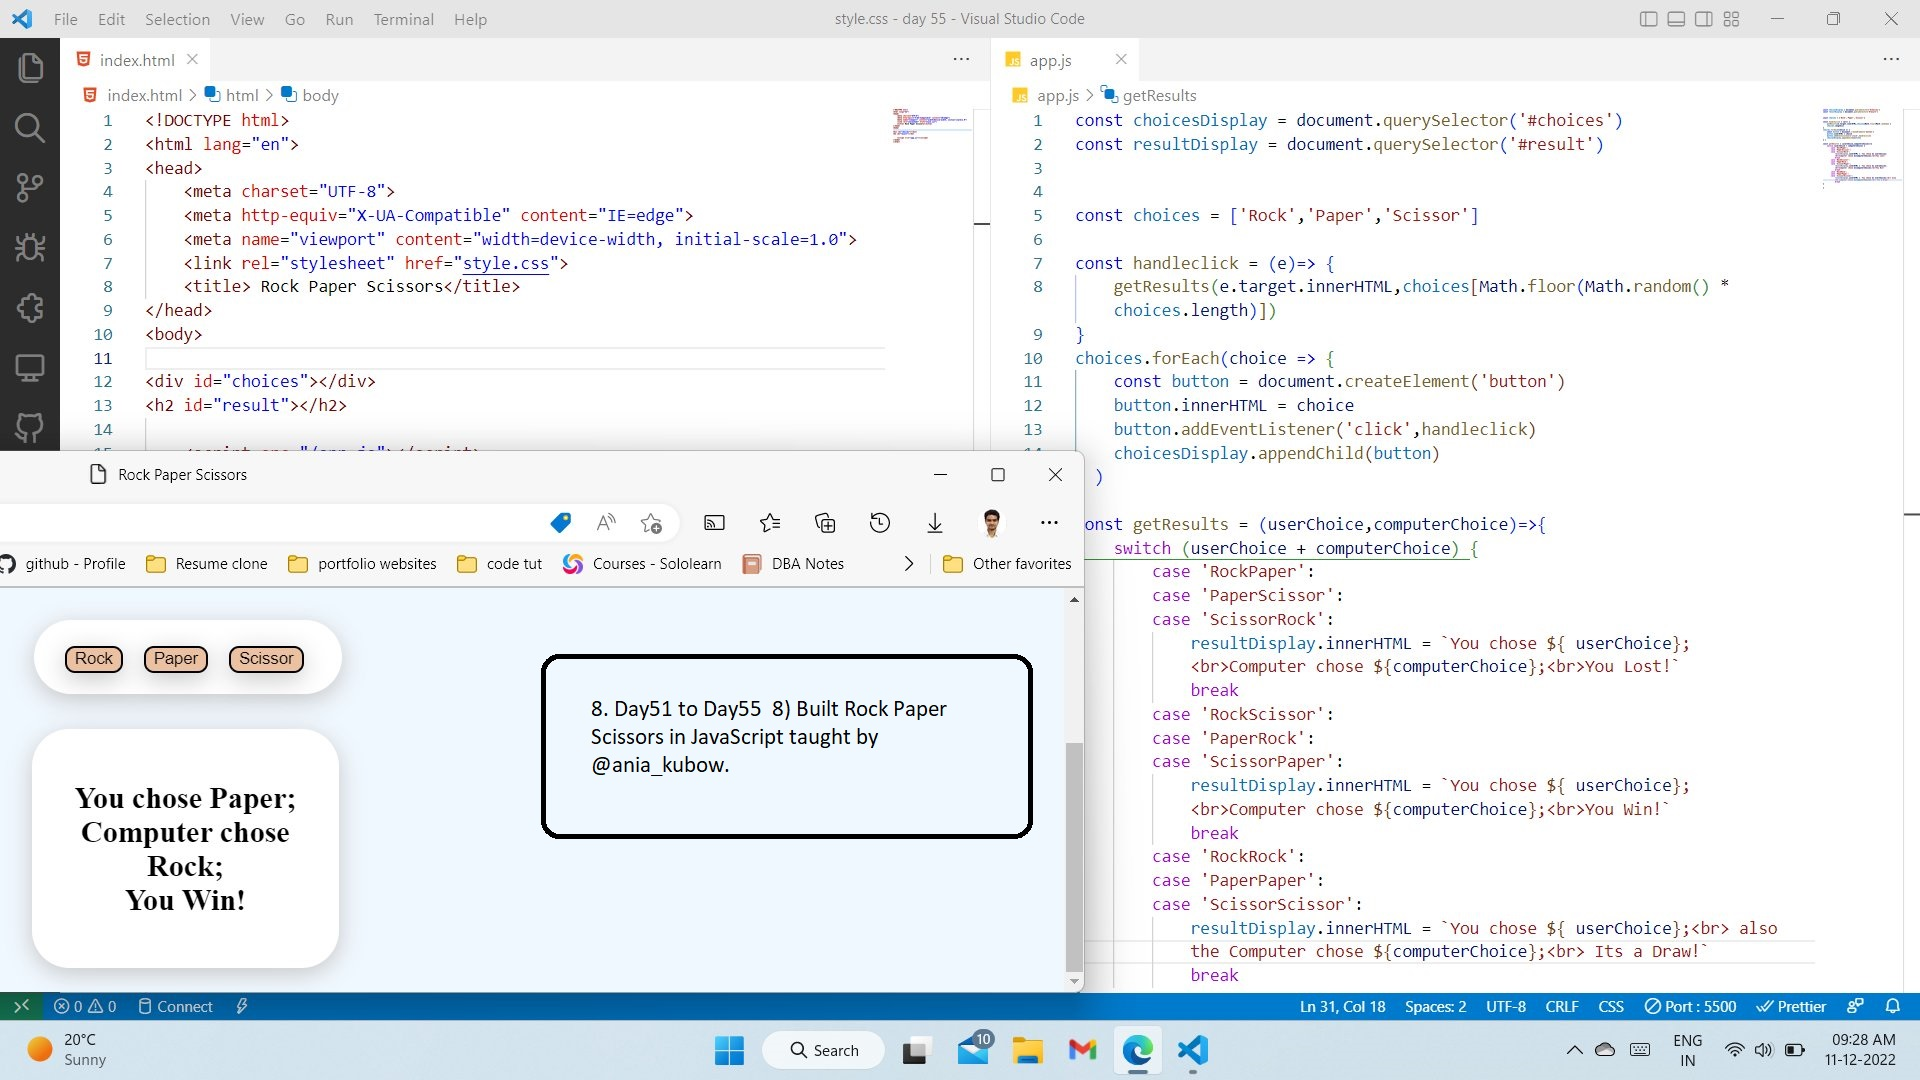 File Edit Selection View Go Run Terminal Help
style.css - day 55 - Visual Studio Code
index.html
index.html > html > body
1 <!DOCTYPE html>
2 <html lang="en">
3 <head>
4 <meta charset="UTF-8">
5 <meta http-equiv="X-UA-Compatible" content="IE=edge">
6 <meta name="viewport" content="width=device-width, initial-scale=1.0">
7 <link rel="stylesheet" href="style.css">
8 <title> Rock Paper Scissors</title>
9 </head>
10 <body>
11
12 <div id="choices"></div>
13 <h2 id="result"></h2>
14
JS app.js
JS app.js > getResults
1 const choicesDisplay = document.querySelector('#choices')
2 const resultDisplay = document.querySelector('#result')
3
4
5 const choices = ['Rock','Paper','Scissor']
6
7 const handleclick = (e)=> {
8 getResults(e.target.innerHTML,choices[Math.floor(Math.random() *
choices.length)])
9 }
10 choices.forEach(choice => {
11 const button = document.createElement('button')
12 button.innerHTML = choice
13 button.addEventListener('click',handleclick)
choicesDisplay.appendChild(button)
)
onst getResults = (userChoice,computerChoice)=>{
switch (userChoice + computerChoice) {
case 'RockPaper':
case 'PaperScissor':
case 'ScissorRock':
resultDisplay.innerHTML = `You chose ${ userChoice};
<br>Computer chose ${computerChoice};<br>You Lost!`
break
case 'RockScissor':
case 'PaperRock':
case 'ScissorPaper':
resultDisplay.innerHTML = `You chose ${ userChoice};
<br>Computer chose ${computerChoice};<br>You Win!`
break
case 'RockRock':
case 'PaperPaper':
case 'ScissorScissor':
resultDisplay.innerHTML = `You chose ${ userChoice};<br> also
the Computer chose ${computerChoice};<br> Its a Draw!`
break
Rock Paper Scissors
github - Profile Resume clone portfolio websites code tut Courses - Sololearn DBA Notes Other favorites
Rock Paper Scissor
You chose Paper;
Computer chose
Rock;
You Win!
8. Day51 to Day55 8) Built Rock Paper
Scissors in JavaScript taught by
@ania_kubow.
0 0 Connect
Ln 31, Col 18 Spaces: 2 UTF-8 CRLF CSS Port : 5500 Prettier
20°C
Sunny
Search
10
ENG
IN
09:28 AM
11-12-2022